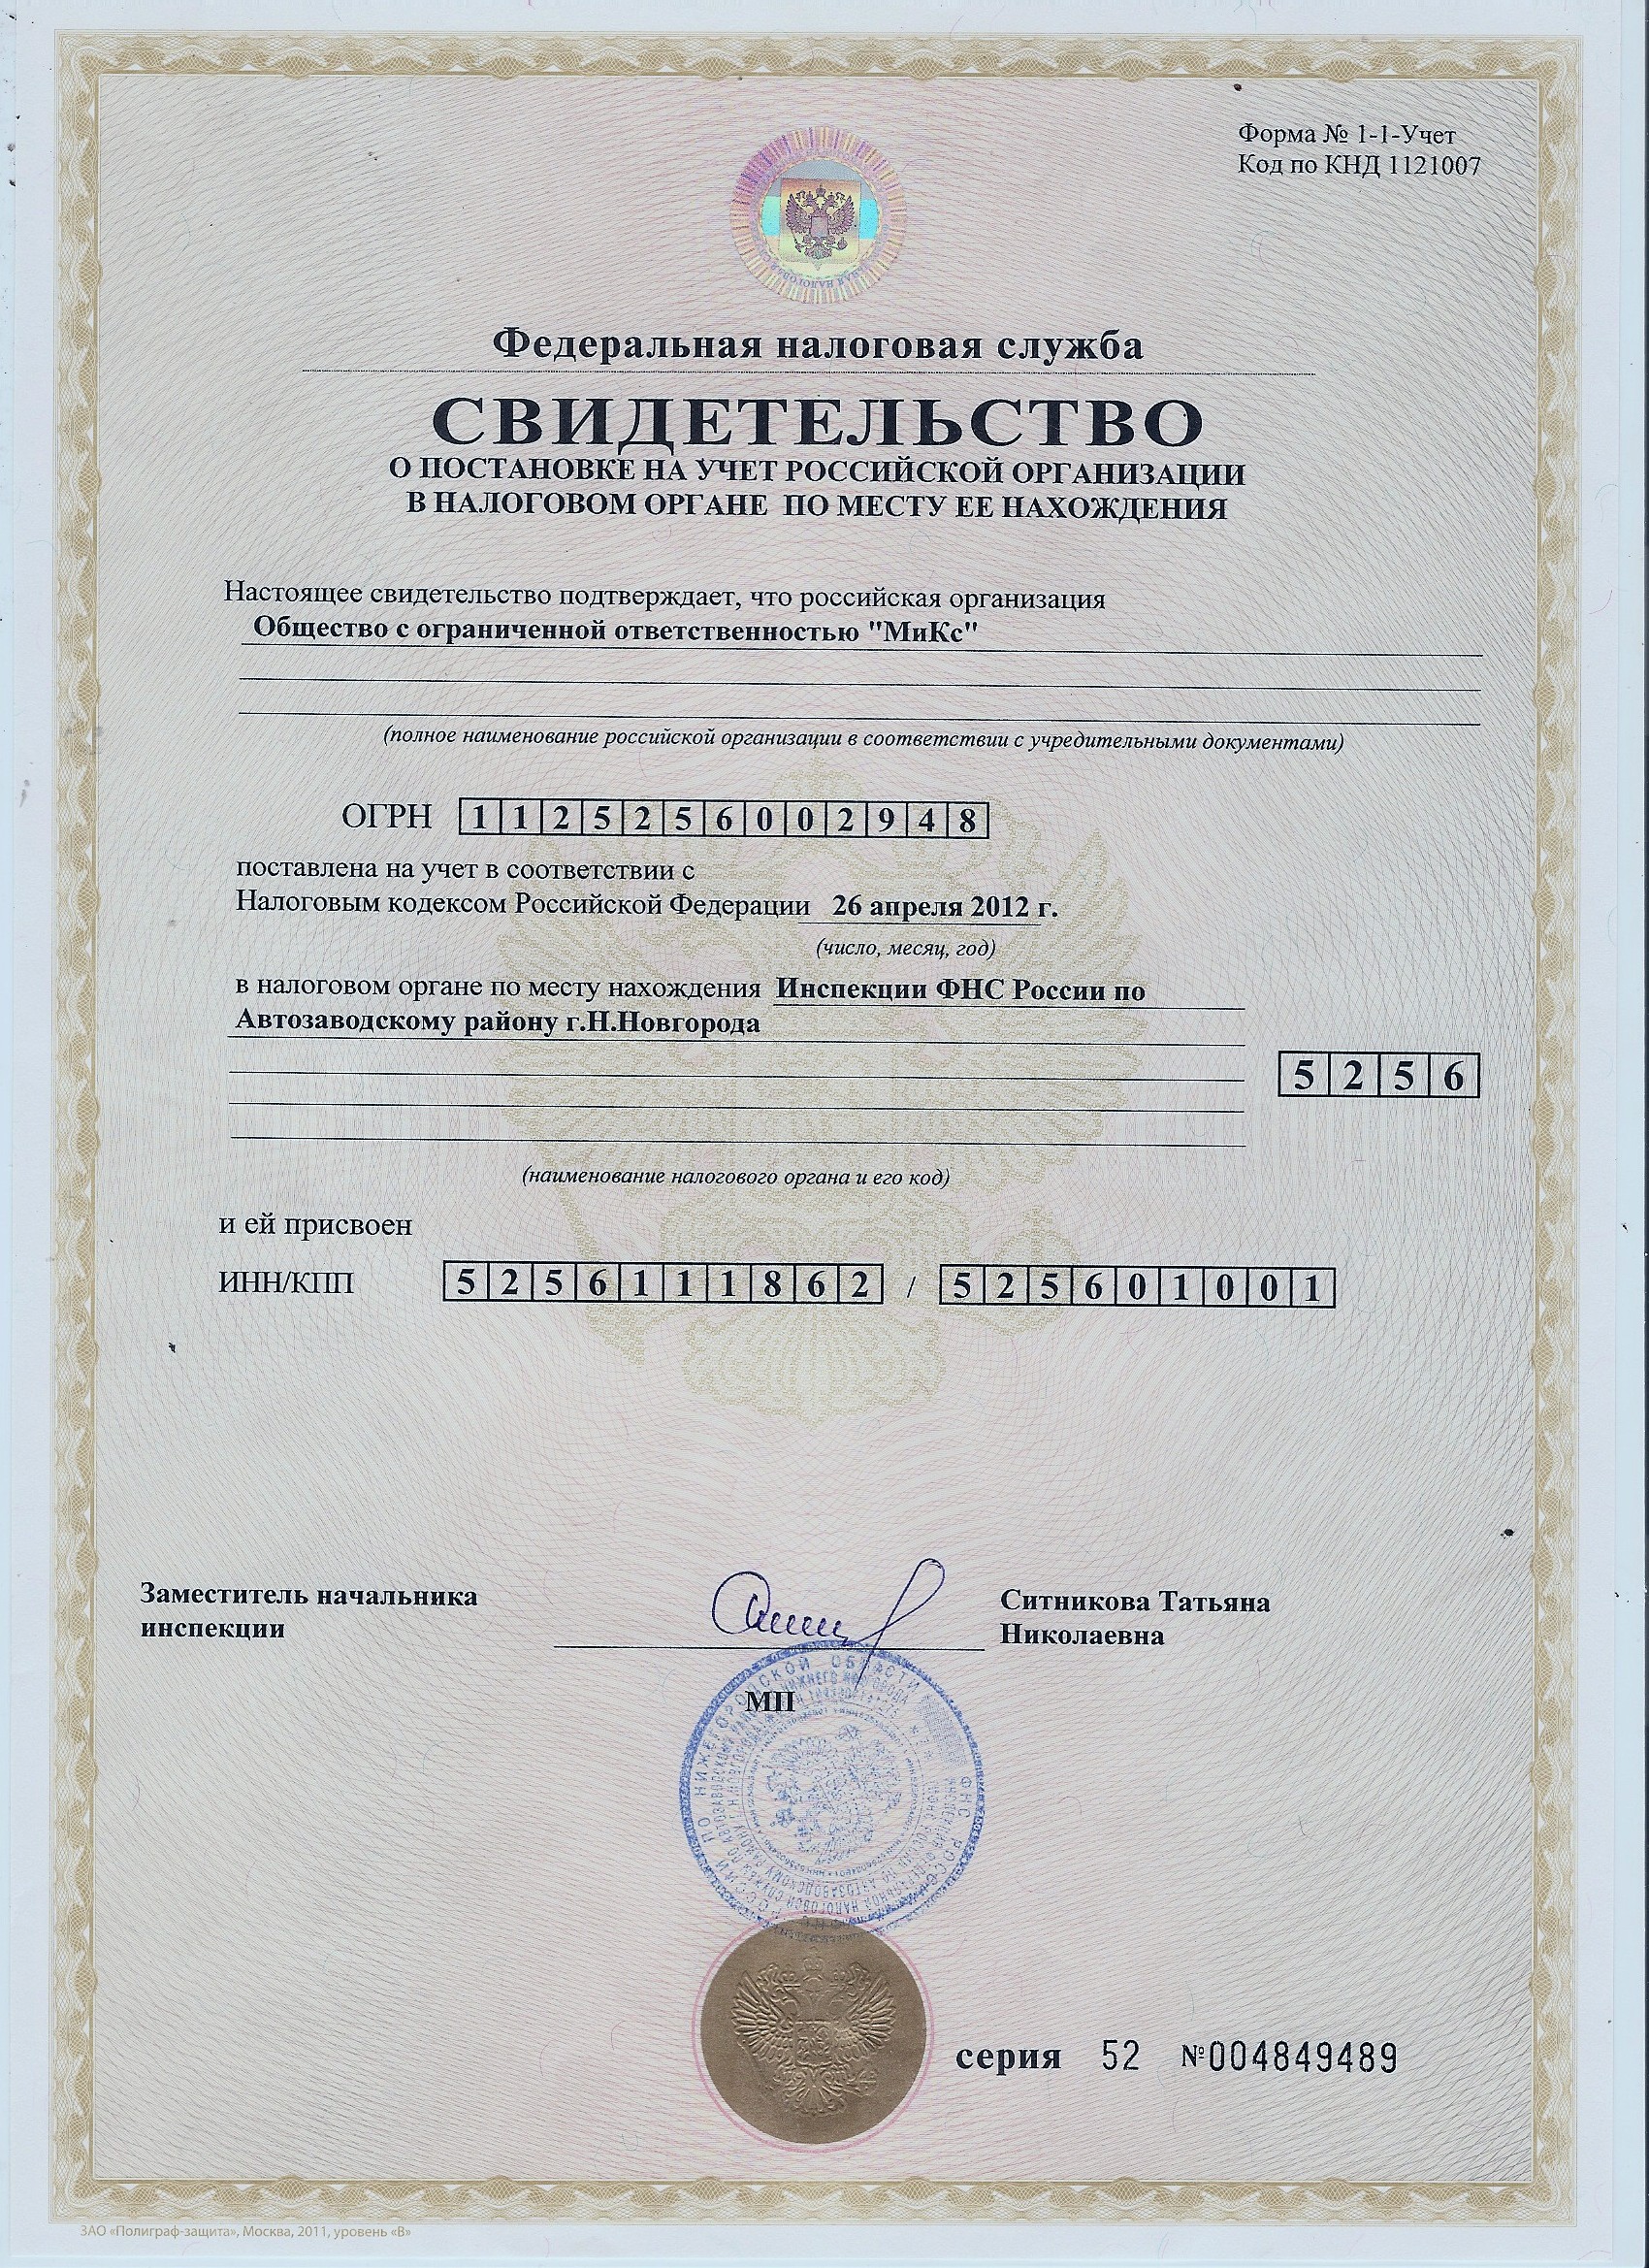 Форма № 1-1-Учет
Код по КНД 1121007
Федеральная налоговая служба
СВИДЕТЕЛЬСТВО
О ПОСТАНОВКЕ НА УЧЕТ РОССИЙСКОЙ ОРГАНИЗАЦИИ
В НАЛОГОВОМ ОРГАНЕ ПО МЕСТУ ЕЕ НАХОЖДЕНИЯ
Настоящее свидетельство подтверждает, что российская организация
Общество с ограниченной ответственностью "МиКс"
(полное наименование российской организации в соответствии с учредительными документами)
ОГРН 1125256002948
поставлена на учет в соответствии с
Налоговым кодексом Российской Федерации 26 апреля 2012 г.
(число, месяц, год)
в налоговом органе по месту нахождения Инспекции ФНС России по
Автозаводскому району г.Н.Новгорода
5256
(наименование налогового органа и его код)
и ей присвоен
ИНН/КПП 5256111862 / 525601001
Заместитель начальника
инспекции
Ситникова Татьяна
Николаевна
МП
серия 52 №004849489
ЗАО «Полиграф-защита», Москва, 2011, уровень «В»